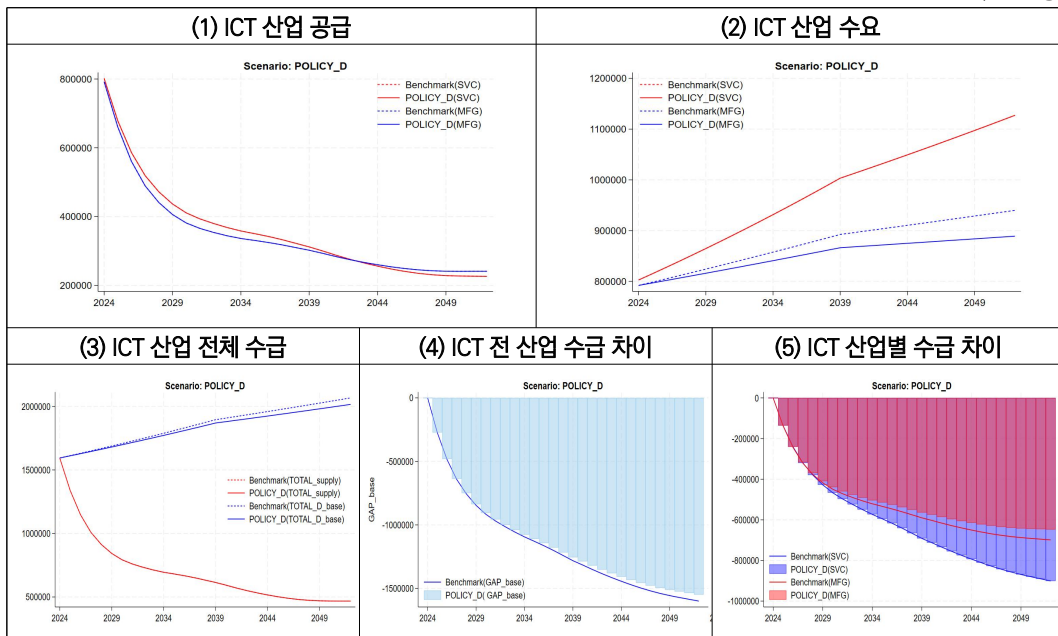 (1) ICT 산업 공급
(2) ICT 산업 수요
Scenario: POLICY_D
800000
600000
400000
200000
2024 2029 2034 2039 2044 2049
Benchmark(SVC)
POLICY_D(SVC)
Benchmark(MFG)
POLICY_D(MFG)
Scenario: POLICY_D
1200000
1100000
1000000
900000
800000
2024 2029 2034 2039 2044 2049
Benchmark(SVC)
POLICY_D(SVC)
Benchmark(MFG)
POLICY_D(MFG)
(3) ICT 산업 전체 수급
(4) ICT 전 산업 수급 차이
(5) ICT 산업별 수급 차이
Scenario: POLICY_D
2000000
1500000
1000000
500000
2024 2029 2034 2039 2044 2049
Benchmark(TOTAL_supply)
POLICY_D(TOTAL_supply)
Benchmark(TOTAL_D_base)
POLICY_D(TOTAL_D_base)
Scenario: POLICY_D
GAP_base
0
-500000
-1000000
-1500000
2024 2029 2034 2039 2044 2049
Benchmark(GAP_base)
POLICY_D( GAP_base)
Scenario: POLICY_D
0
-200000
-400000
-600000
-800000
-1000000
2024 2029 2034 2039 2044 2049
Benchmark(SVC)
POLICY_D(SVC)
Benchmark(MFG)
POLICY_D(MFG)